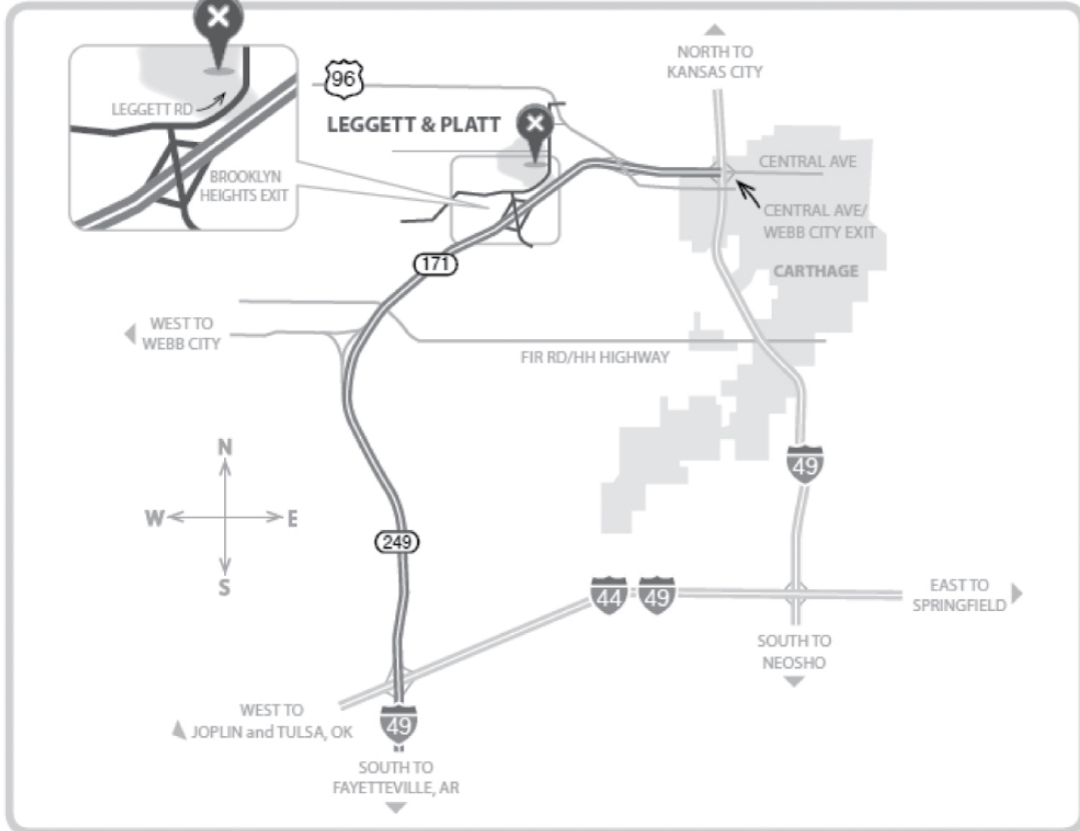 96
LEGGETT & PLATT
LEGGETT RD
BROOKLYN
HEIGHTS EXIT
NORTH TO
KANSAS CITY
CENTRAL AVE
CENTRAL AVE/
WEBB CITY EXIT
CARTHAGE
171
WEST TO
WEBB CITY
FIR RD/HH HIGHWAY
N
W
E
S
49
249
44
49
EAST TO
SPRINGFIELD
SOUTH TO
NEOSHO
WEST TO
JOPLIN and TULSA, OK
49
SOUTH TO
FAYETTEVILLE, AR